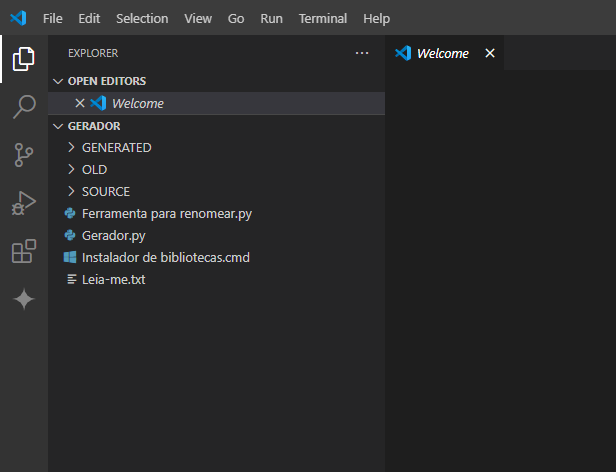 File Edit Selection View Go Run Terminal Help
EXPLORER ···
OPEN EDITORS
Welcome
GERADOR
GENERATED
OLD
SOURCE
Ferramenta para renomear.py
Gerador.py
Instalador de bibliotecas.cmd
Leia-me.txt
Welcome